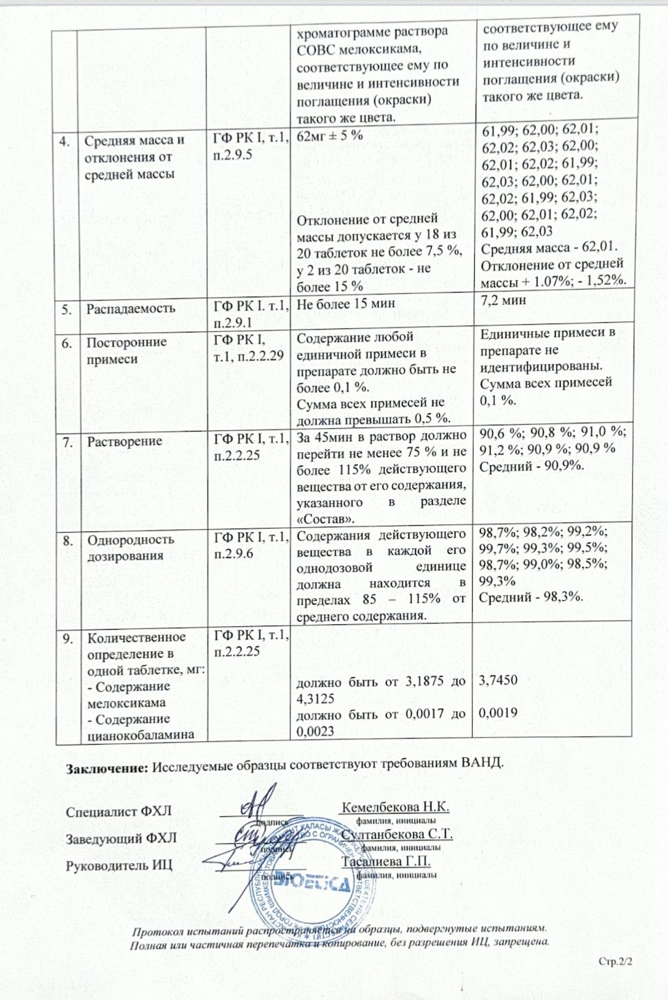 хроматограмме раствора
СОВС мелоксикама,
соответствующее ему по
величине и интенсивности
поглащения (окраски)
такого же цвета.
соответствующее ему
по величине и
интенсивности
поглащения (окраски)
такого же цвета.
4.
Средняя масса и
отклонения от
средней массы
ГФ РК I, т.1,
п.2.9.5
62мг ± 5 %
Отклонение от средней
массы допускается у 18 из
20 таблеток не более 7,5 %,
у 2 из 20 таблеток - не
более 15 %
61,99; 62,00; 62,01;
62,02; 62,03; 62,00;
62,01; 62,02; 61,99;
62,03; 62,00; 62,01;
62,02; 61,99; 62,03;
62,00; 62,01; 62,02;
61,99; 62,03
Средняя масса - 62,01.
Отклонение от средней
массы + 1.07%; - 1,52%.
5.
Распадаемость
ГФ РК I. т.1,
п.2.9.1
Не более 15 мин
7,2 мин
6.
Посторонние
примеси
ГФ РК I,
т.1, п.2.2.29
Содержание любой
единичной примеси в
препарате должно быть не
более 0,1 %.
Сумма всех примесей не
должна превышать 0,5 %.
Единичные примеси в
препарате не
идентифицированы.
Сумма всех примесей
0,1 %.
7.
Растворение
ГФ РК I, т.1,
п.2.2.25
За 45мин в раствор должно
перейти не менее 75 % и не
более 115% действующего
вещества от его содержания,
указанного в разделе
«Состав».
90,6 %; 90,8 %; 91,0 %;
91,2 %; 90,9 %; 90,9 %
Средний - 90,9%.
8.
Однородность
дозирования
ГФ РК I, т.1,
п.2.9.6
Содержания действующего
вещества в каждой его
однодозовой единице
должна находится в
пределах 85 – 115% от
среднего содержания.
98,7%; 98,2%; 99,2%;
99,7%; 99,3%; 99,5%;
98,7%; 99,0%; 98,5%;
99,3%
Средний - 98,3%.
9.
Количественное
определение в
одной таблетке, мг:
- Содержание
мелоксикама
- Содержание
цианокобаламина
ГФ РК I, т.1,
п.2.2.25
должно быть от 3,1875 до
4,3125
должно быть от 0,0017 до
0,0023
3,7450
0,0019
Заключение: Исследуемые образцы соответствуют требованиям ВАНД.
Специалист ФХЛ
подпись
Кемелбекова Н.К.
фамилия, инициалы
Заведующий ФХЛ
подпись
Султанбекова С.Т.
фамилия, инициалы
Руководитель ИЦ
подпись
Тасалиева Г.П.
фамилия, инициалы
Протокол испытаний распространяется на образцы, подвергнутые испытаниям.
Полная или частичная перепечатка и копирование, без разрешения ИЦ, запрещена.
Стр.2/2